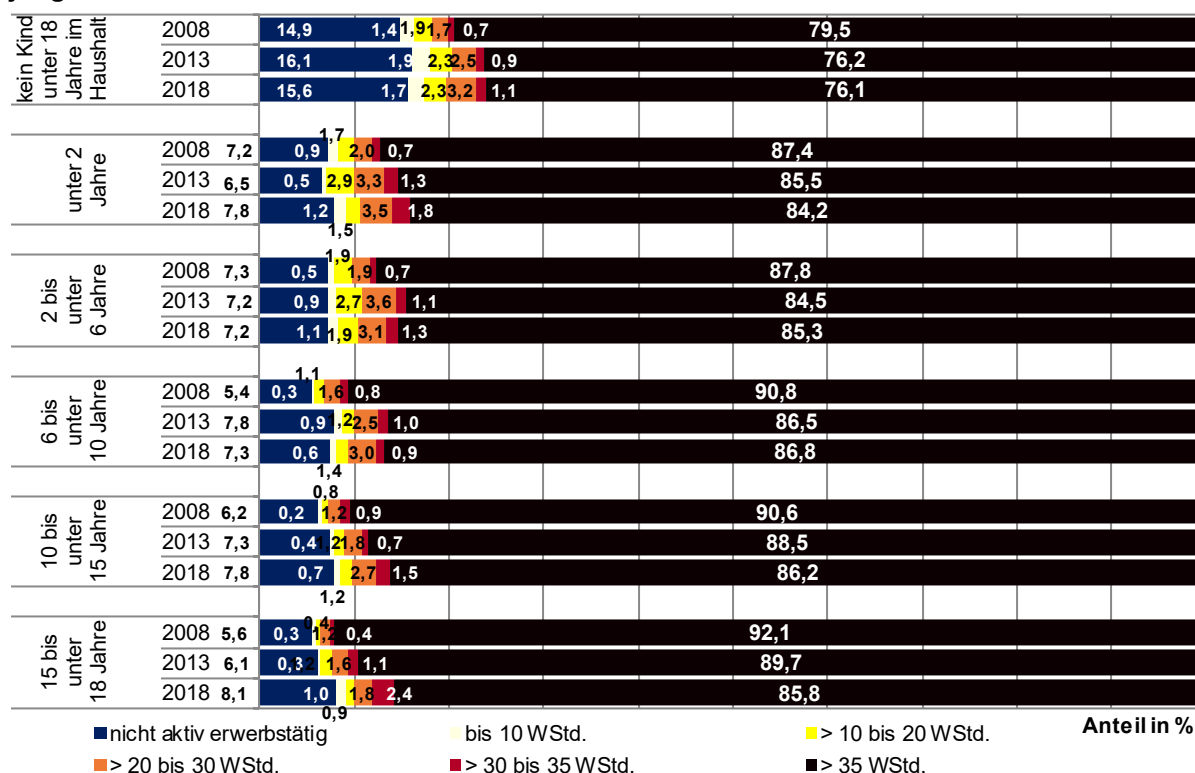 kein Kind unter 18 Jahre im Haushalt
2008 14,9 1,4 1,9 1,7 0,7 79,5
2013 16,1 1,9 2,3 2,5 0,9 76,2
2018 15,6 1,7 2,3 3,2 1,1 76,1
unter 2 Jahre
1,7
2008 7,2 0,9 2,0 0,7 87,4
2013 6,5 0,5 2,9 3,3 1,3 85,5
2018 7,8 1,2 3,5 1,8 84,2
1,5
2 bis unter 6 Jahre
1,9
2008 7,3 0,5 1,9 0,7 87,8
2013 7,2 0,9 2,7 3,6 1,1 84,5
2018 7,2 1,1 1,9 3,1 1,3 85,3
6 bis unter 10 Jahre
1,1
2008 5,4 0,3 1,6 0,8 90,8
2013 7,8 0,9 1,2 2,5 1,0 86,5
2018 7,3 0,6 3,0 0,9 86,8
1,4
10 bis unter 15 Jahre
0,8
2008 6,2 0,2 1,2 0,9 90,6
2013 7,3 0,4 1,2 1,8 0,7 88,5
2018 7,8 0,7 2,7 1,5 86,2
1,2
15 bis unter 18 Jahre
0,4
2008 5,6 0,3 1,2 0,4 92,1
2013 6,1 0,3 1,6 1,1 89,7
2018 8,1 1,0 1,8 2,4 85,8
0,9
nicht aktiv erwerbstätig bis 10 WStd. > 10 bis 20 WStd. Anteil in %
> 20 bis 30 WStd. > 30 bis 35 WStd. > 35 WStd.